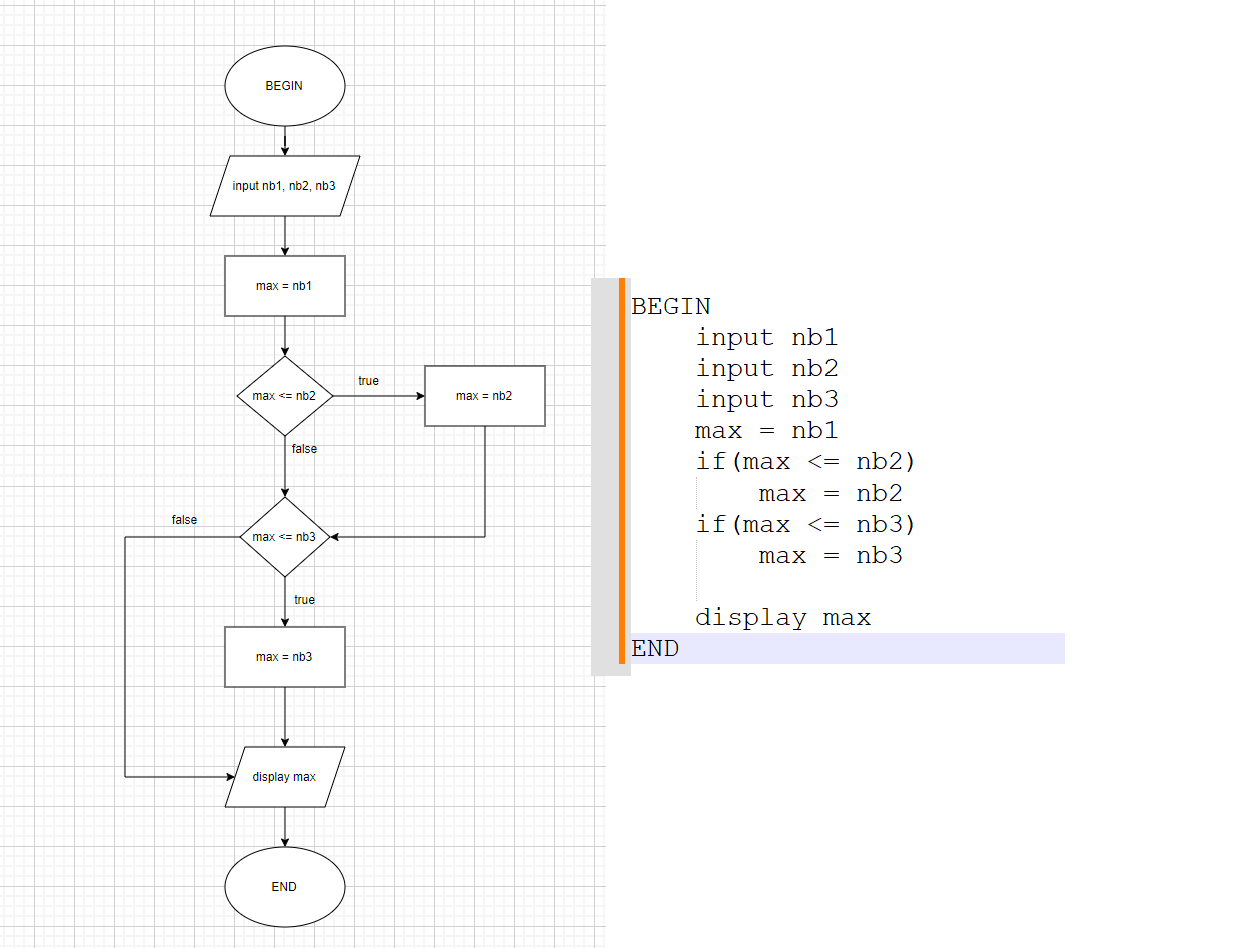 BEGIN
input nb1, nb2, nb3
max = nb1
max <= nb2
true
max = nb2
false
max <= nb3
false
true
max = nb3
display max
END
BEGIN
input nb1
input nb2
input nb3
max = nb1
if(max <= nb2)
max = nb2
if(max <= nb3)
max = nb3
display max
END